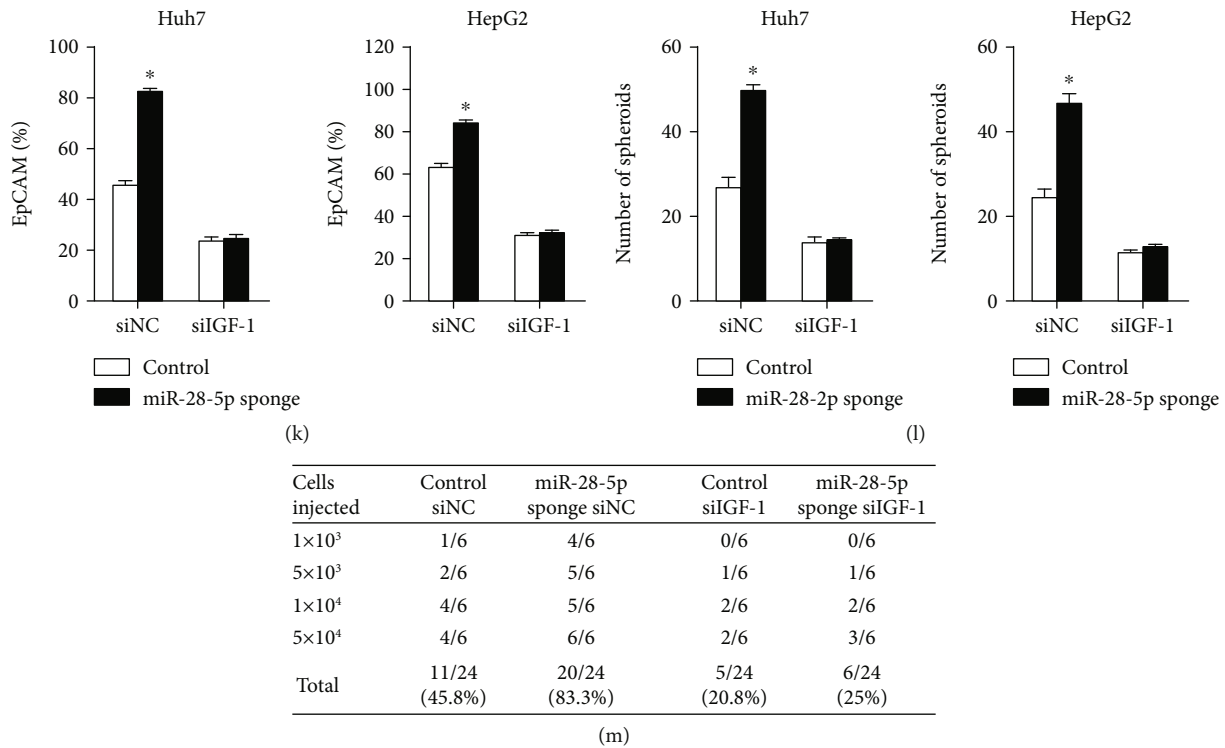 Huh7
100
80
60
40
20
0
EpCAM (%)
*
siNC siIGF-1
Control
miR-28-5p sponge
HepG2
120
100
80
60
40
20
0
EpCAM (%)
*
siNC siIGF-1
(k)
Huh7
60
40
20
0
Number of spheroids
*
siNC siIGF-1
Control
miR-28-2p sponge
HepG2
60
40
20
0
Number of spheroids
*
siNC siIGF-1
Control
miR-28-5p sponge
(l)
Cells Control miR-28-5p Control miR-28-5p
injected siNC sponge siNC siIGF-1 sponge siIGF-1
1×10³ 1/6 4/6 0/6 0/6
5×10³ 2/6 5/6 1/6 1/6
1×10⁴ 4/6 5/6 2/6 2/6
5×10⁴ 4/6 6/6 2/6 3/6
Total 11/24 20/24 5/24 6/24
(45.8%) (83.3%) (20.8%) (25%)
(m)